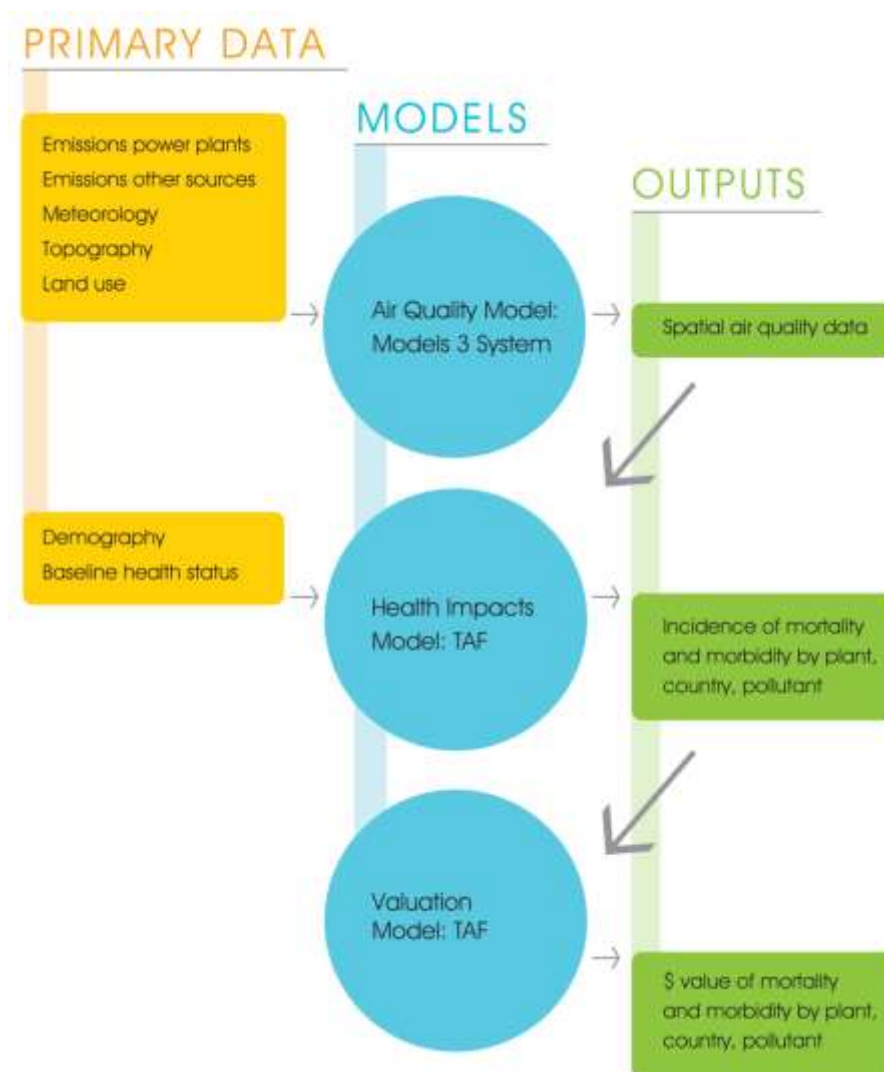 PRIMARY DATA
Emissions power plants
Emissions other sources
Meteorology
Topography
Land use
Demography
Baseline health status
MODELS
Air Quality Model:
Models 3 System
Health Impacts
Model: TAF
Valuation
Model: TAF
OUTPUTS
Spatial air quality data
Incidence of mortality
and morbidity by plant,
country, pollutant
$ value of mortality
and morbidity by plant,
country, pollutant